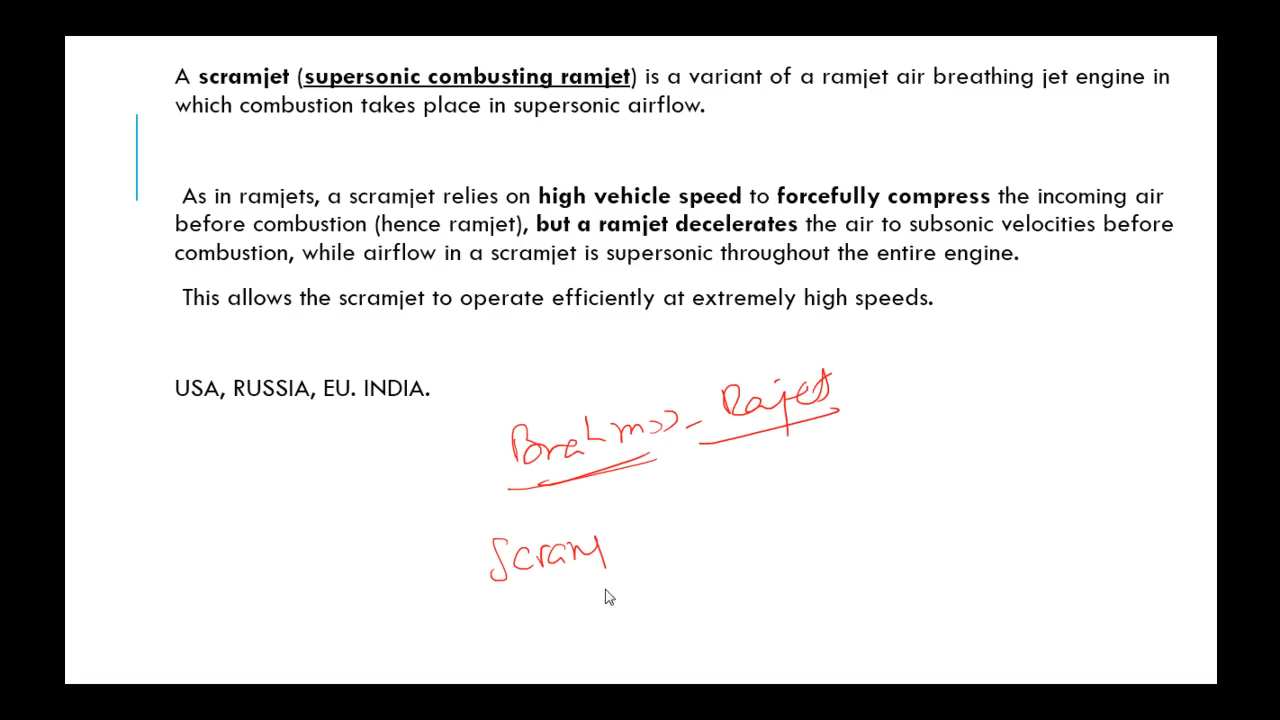 A scramjet (supersonic combusting ramjet) is a variant of a ramjet air breathing jet engine in
which combustion takes place in supersonic airflow.
As in ramjets, a scramjet relies on high vehicle speed to forcefully compress the incoming air
before combustion (hence ramjet), but a ramjet decelerates the air to subsonic velocities before
combustion, while airflow in a scramjet is supersonic throughout the entire engine.
This allows the scramjet to operate efficiently at extremely high speeds.
USA, RUSSIA, EU. INDIA.
Brahmos - Rajet
Scram